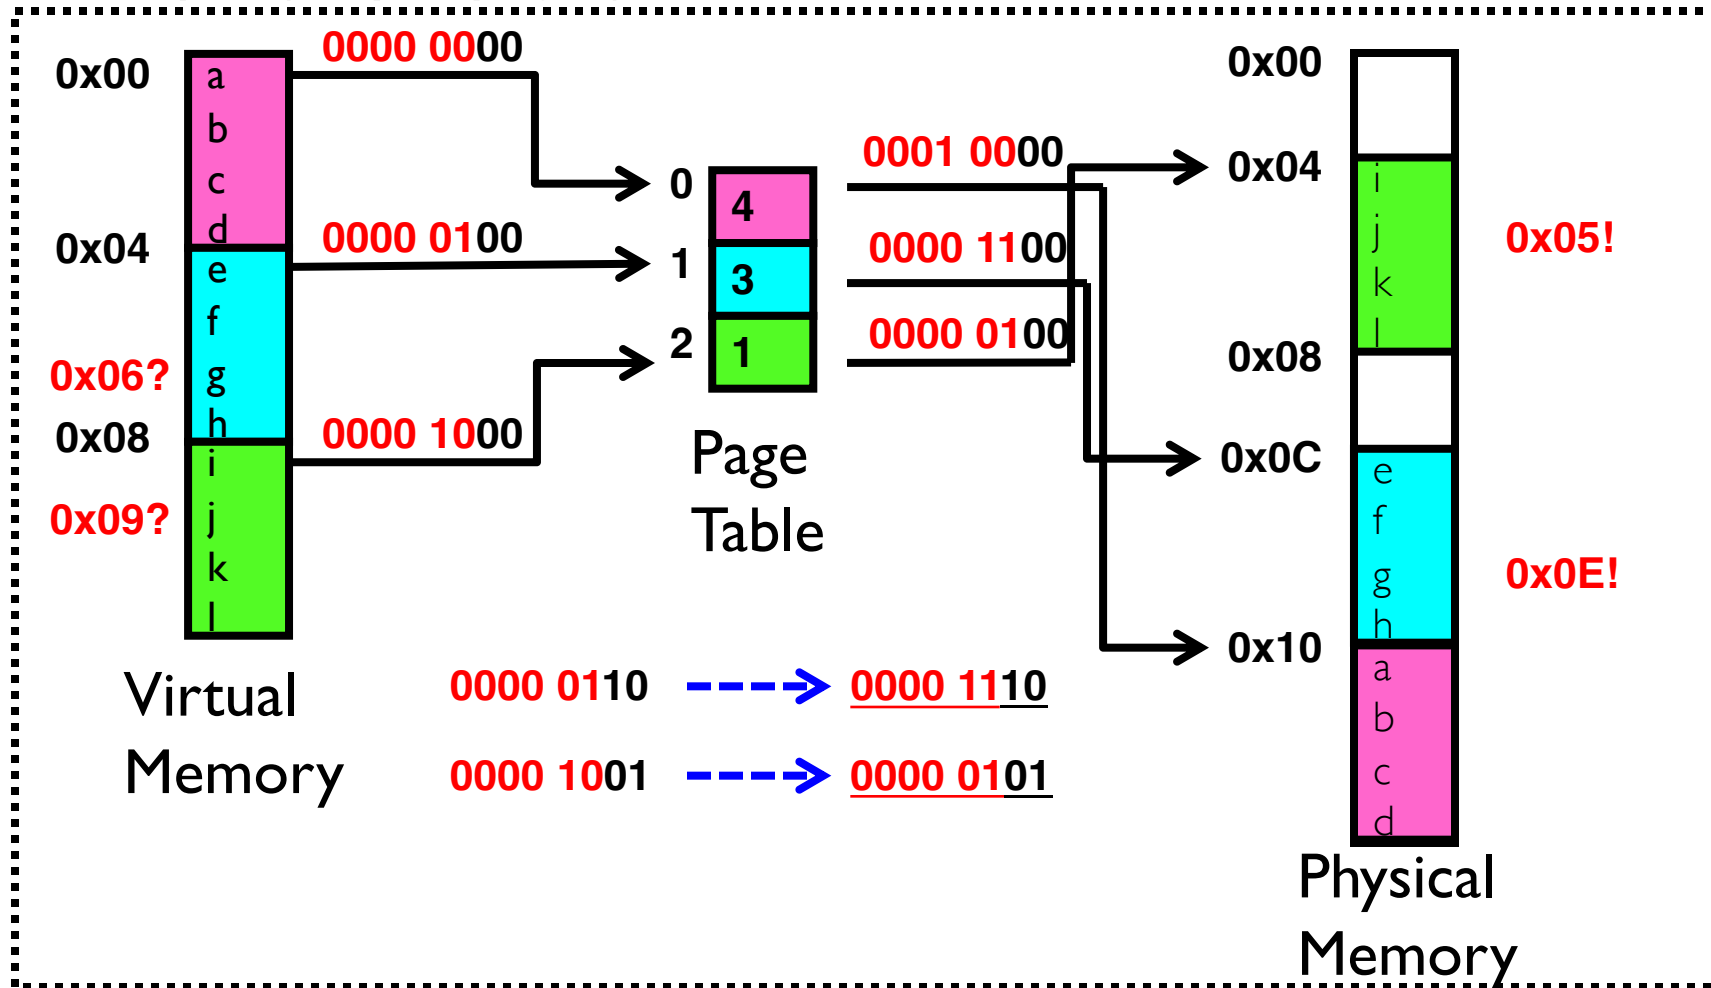 0x00
a
b
c
d
0x04
e
f
0x06?
g
h
0x08
i
0x09?
j
k
l
Virtual
Memory
0000 0000
0000 0100
0000 1000
0
4
1
3
2
1
Page
Table
0001 0000
0000 1100
0000 0100
0000 0110
0000 1110
0000 1001
0000 0101
0x00
0x04
i
j
0x05!
k
l
0x08
0x0C
e
f
g
0x0E!
h
0x10
a
b
c
d
Physical
Memory